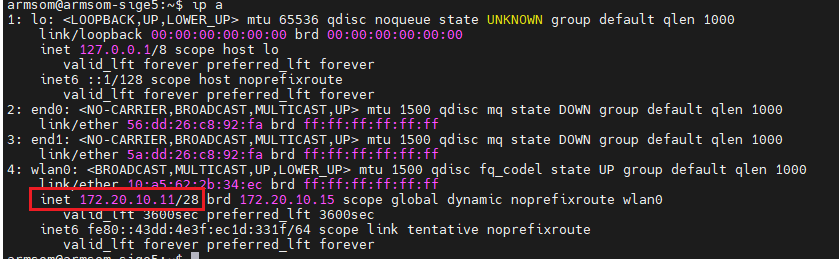 armsom@armsom-sige5:~$ ip a
1: lo: <LOOPBACK,UP,LOWER_UP> mtu 65536 qdisc noqueue state UNKNOWN group default qlen 1000
link/loopback 00:00:00:00:00:00 brd 00:00:00:00:00:00
inet 127.0.0.1/8 scope host lo
valid_lft forever preferred_lft forever
inet6 ::1/128 scope host noprefixroute
valid_lft forever preferred_lft forever
2: end0: <NO-CARRIER,BROADCAST,MULTICAST,UP> mtu 1500 qdisc mq state DOWN group default qlen 1000
link/ether 56:dd:26:c8:92:fa brd ff:ff:ff:ff:ff:ff
3: end1: <NO-CARRIER,BROADCAST,MULTICAST,UP> mtu 1500 qdisc mq state DOWN group default qlen 1000
link/ether 5a:dd:26:c8:92:fa brd ff:ff:ff:ff:ff:ff
4: wlan0: <BROADCAST,MULTICAST,UP,LOWER_UP> mtu 1500 qdisc fq_codel state UP group default qlen 1000
link/ether 10:a5:62:2b:34:ec brd ff:ff:ff:ff:ff:ff
inet 172.20.10.11/28 brd 172.20.10.15 scope global dynamic noprefixroute wlan0
valid_lft 3600sec preferred_lft 3600sec
inet6 fe80::43dd:4e3f:ec1d:331f/64 scope link tentative noprefixroute
valid_lft forever preferred_lft forever
armsom@armsom-sige5:~$